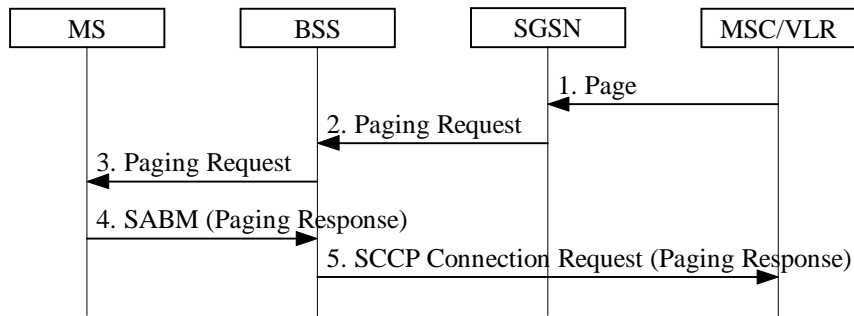 MS
BSS
SGSN
MSC/VLR
1. Page
2. Paging Request
3. Paging Request
4. SABM (Paging Response)
5. SCCP Connection Request (Paging Response)